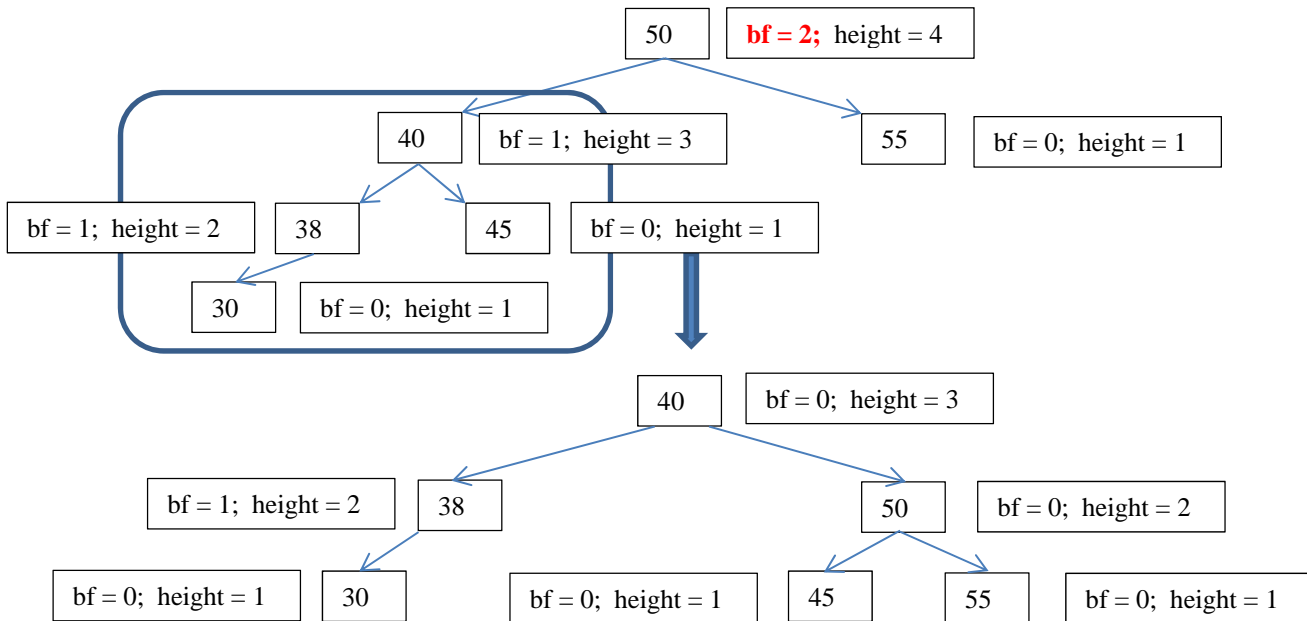 50 bf = 2; height = 4
40 bf = 1; height = 3 55 bf = 0; height = 1
bf = 1; height = 2 38 45 bf = 0; height = 1
30 bf = 0; height = 1
40 bf = 0; height = 3
bf = 1; height = 2 38 50 bf = 0; height = 2
bf = 0; height = 1 30 bf = 0; height = 1 45 55 bf = 0; height = 1